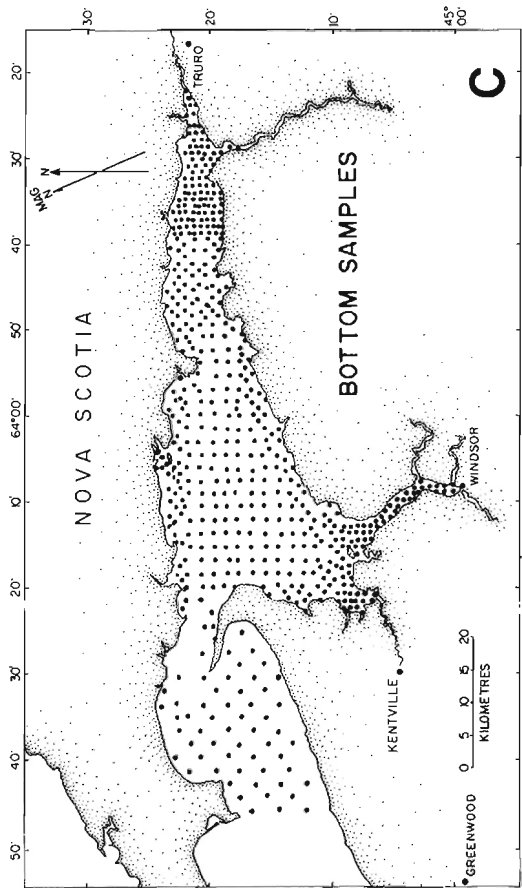 50'
40'
30'
20'
10'
64°00'
50
40
30
20'
30'
20'
10'
45°
00'
NOVA SCOTIA
MAG
N
N
TRURO
BOTTOM SAMPLES
WINDSOR
KENTVILLE
GREENWOOD
0 5 10 15 20
KILOMETRES
C